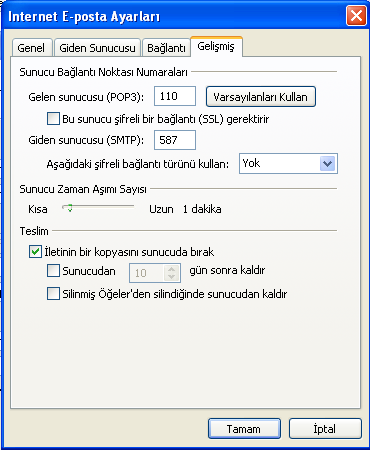 Internet E-posta Ayarları
Genel Giden Sunucusu Bağlantı Gelişmiş
Sunucu Bağlantı Noktası Numaraları
Gelen sunucusu (POP3): 110 Varsayılanları Kullan
Bu sunucu şifreli bir bağlantı (SSL) gerektirir
Giden sunucusu (SMTP): 587
Aşağıdaki şifreli bağlantı türünü kullan: Yok
Sunucu Zaman Aşımı Sayısı
Kısa Uzun 1 dakika
Teslim
İletinin bir kopyasını sunucuda bırak
Sunucudan 10 gün sonra kaldır
Silinmiş Öğeler'den silindiğinde sunucudan kaldır
Tamam İptal